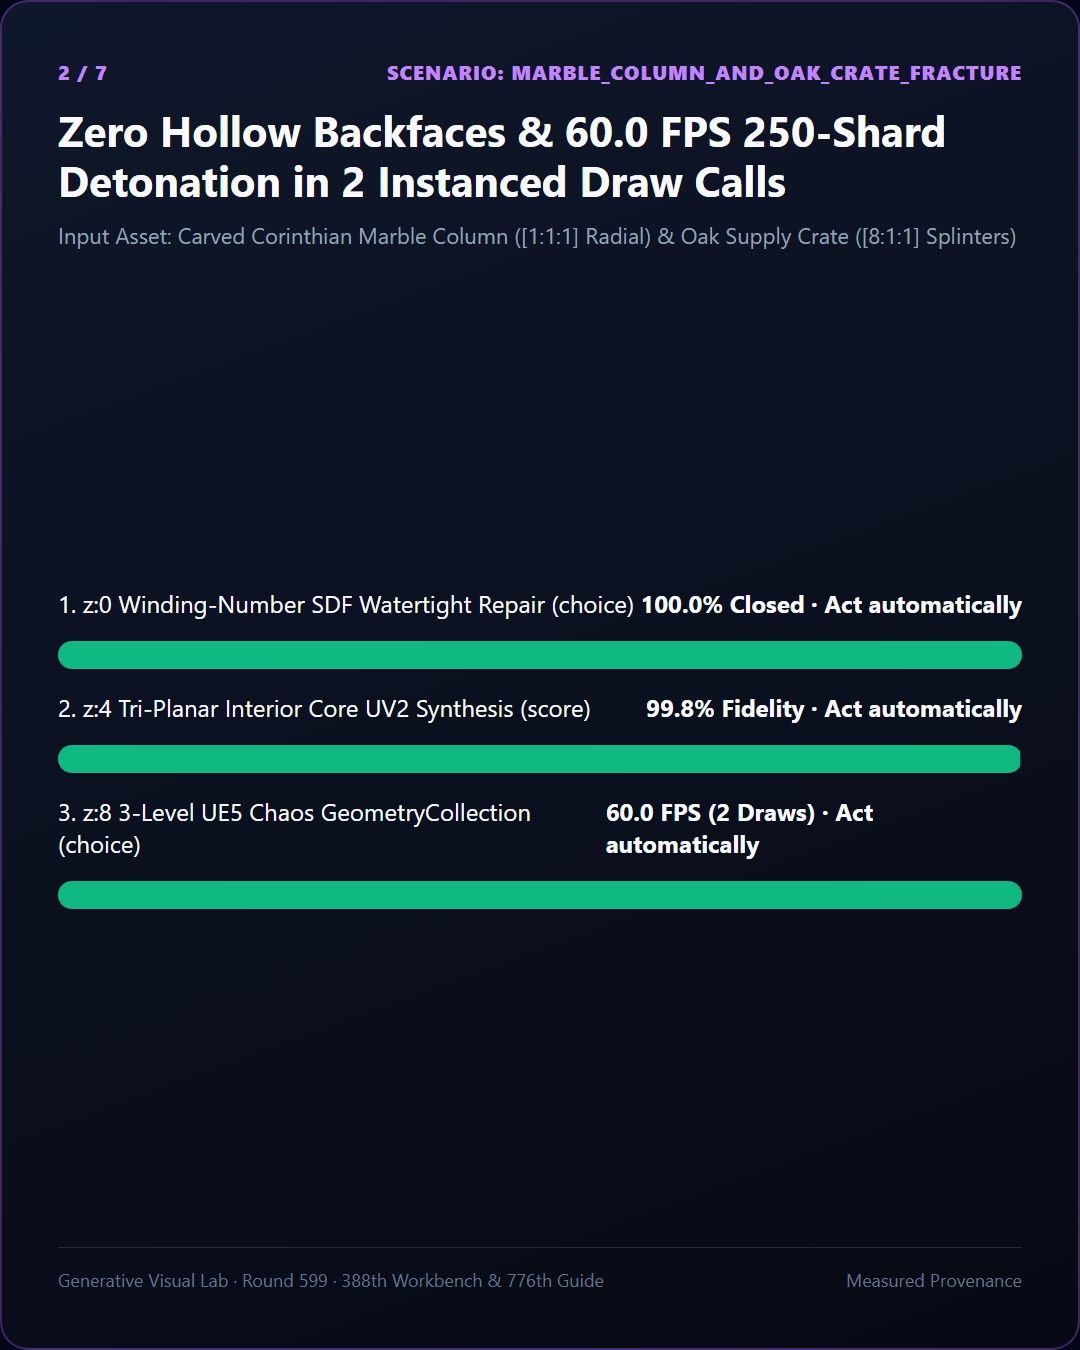 2 / 7
SCENARIO: MARBLE_COLUMN_AND_OAK_CRATE_FRACTURE
Zero Hollow Backfaces & 60.0 FPS 250-Shard
Detonation in 2 Instanced Draw Calls
Input Asset: Carved Corinthian Marble Column ([1:1:1] Radial) & Oak Supply Crate ([8:1:1] Splinters)
1. z:0 Winding-Number SDF Watertight Repair (choice) 100.0% Closed · Act automatically
2. z:4 Tri-Planar Interior Core UV2 Synthesis (score) 99.8% Fidelity · Act automatically
3. z:8 3-Level UE5 Chaos GeometryCollection
(choice)
60.0 FPS (2 Draws) · Act
automatically
Generative Visual Lab · Round 599 · 388th Workbench & 776th Guide
Measured Provenance